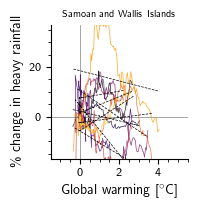 Samoan and Wallis Islands
% change in heavy rainfall
20
0
0 2 4
Global warming [°C]